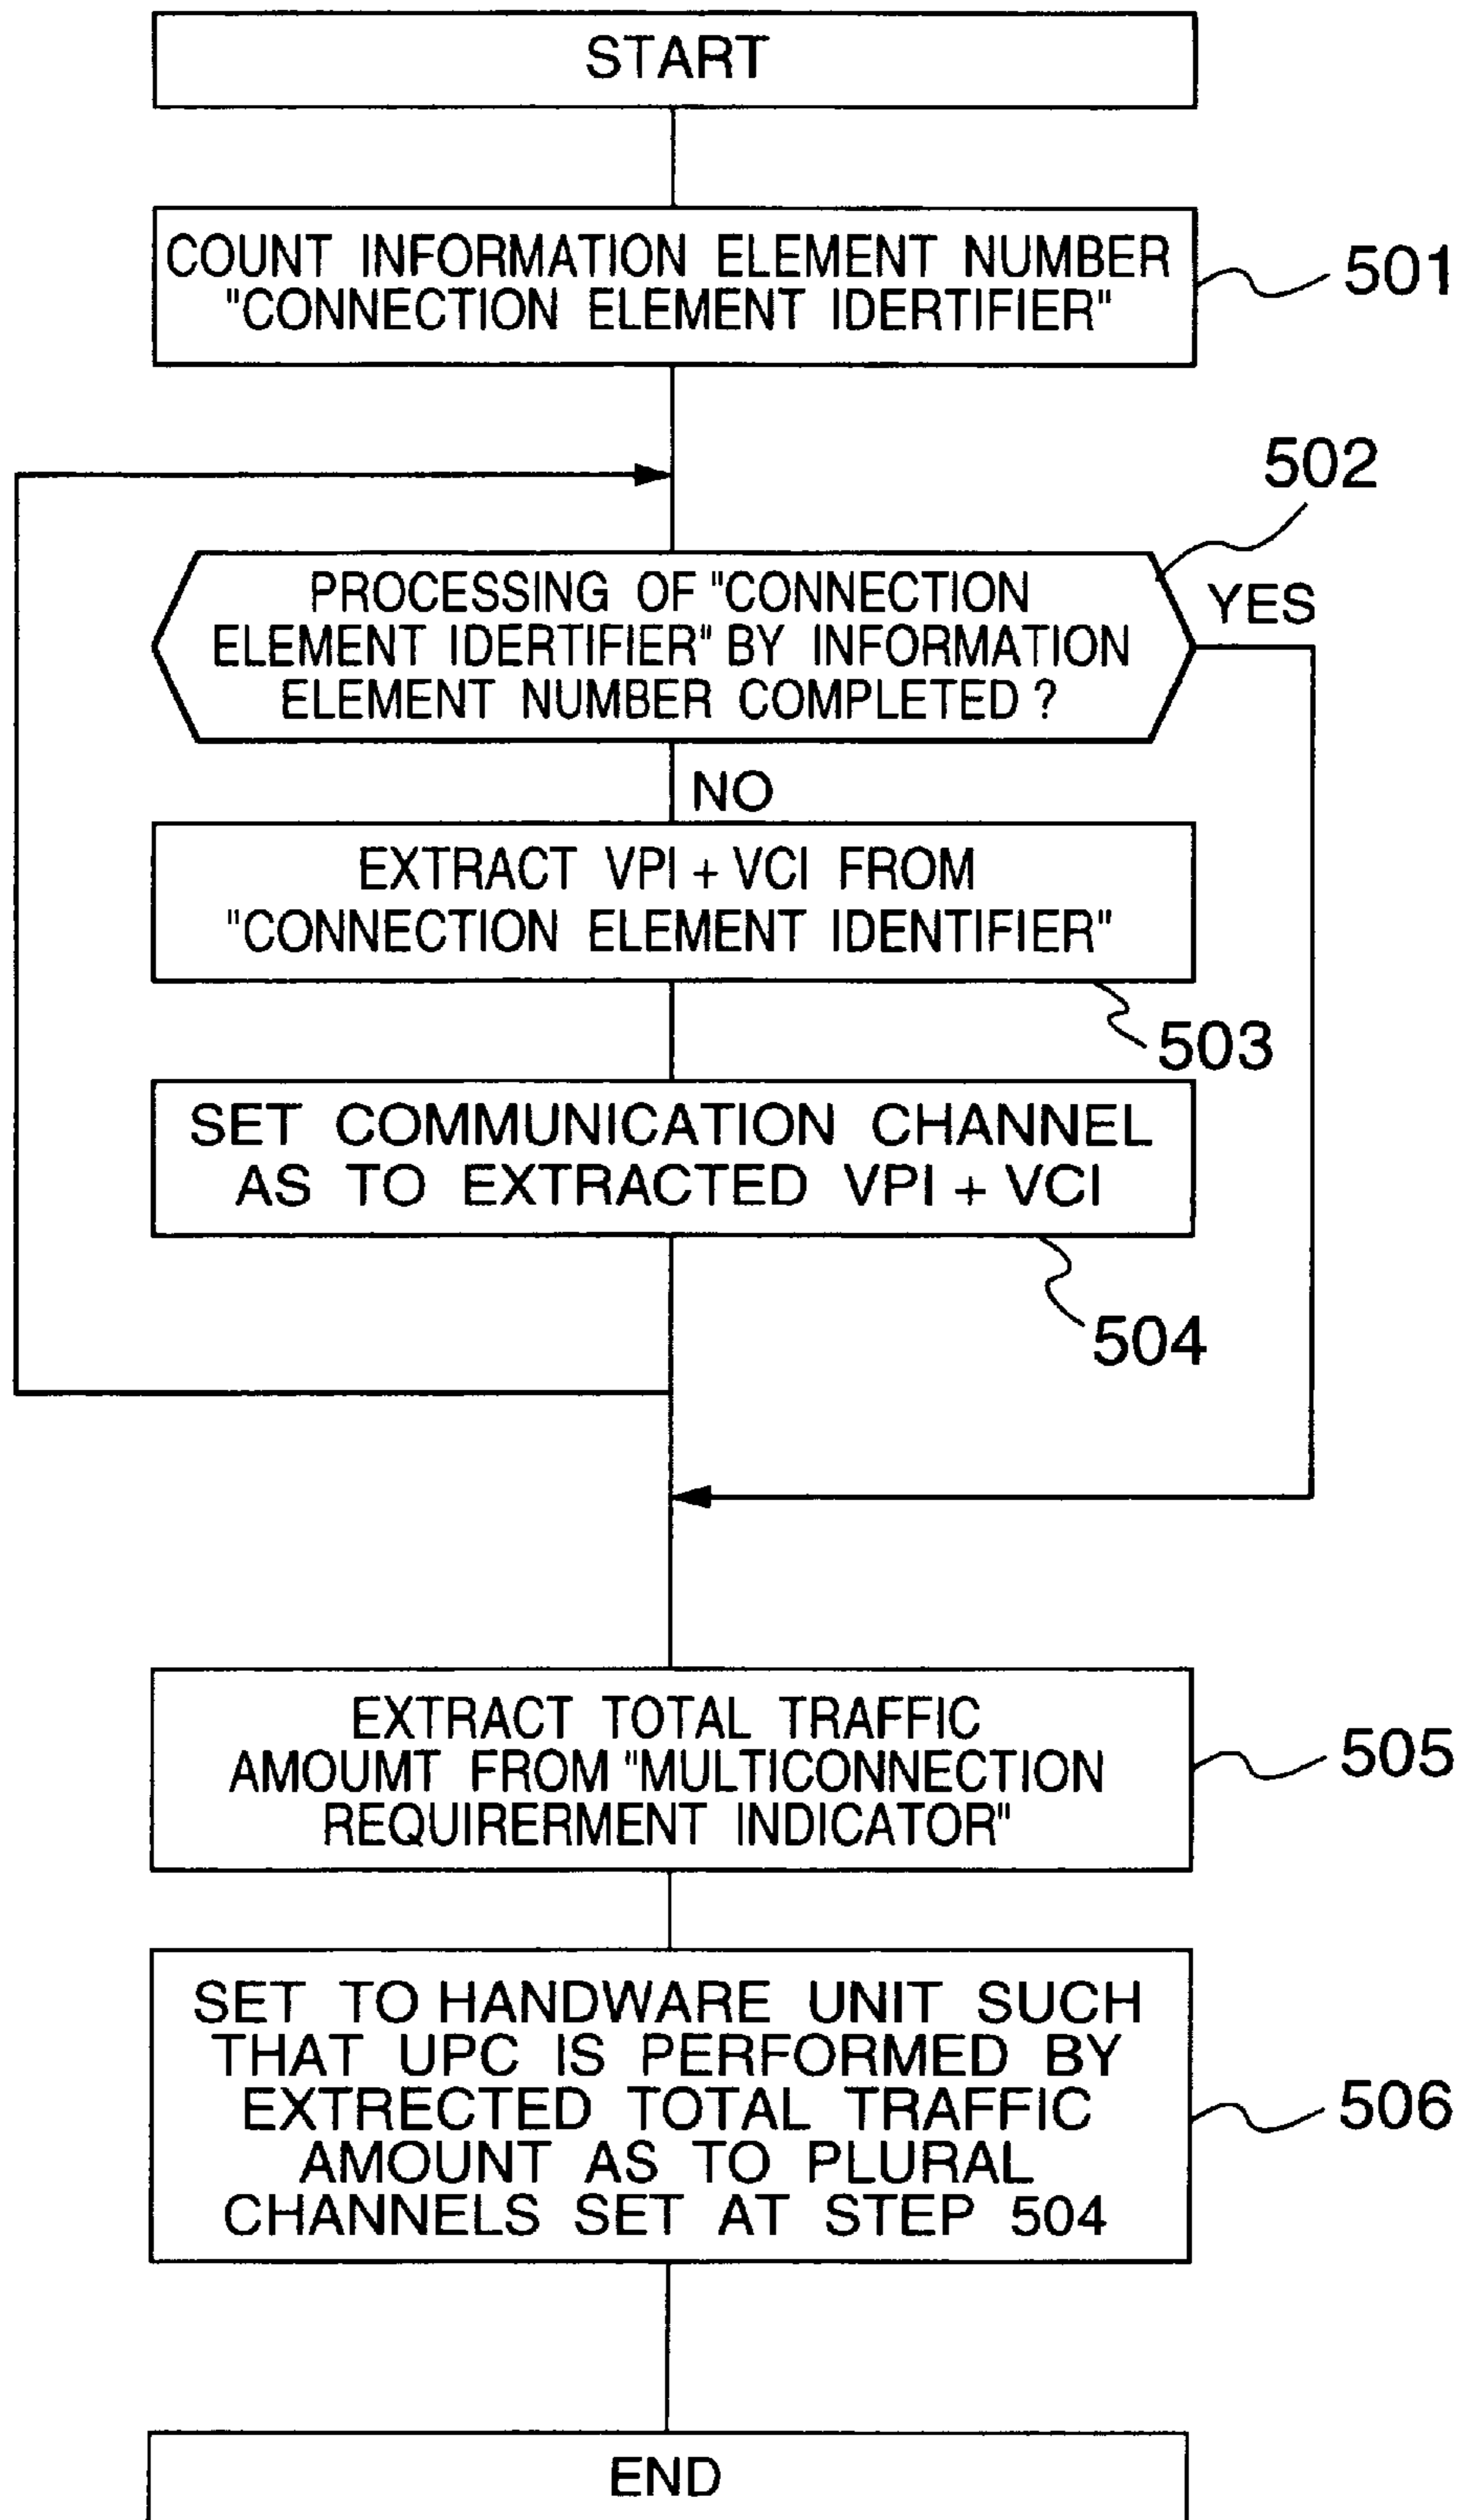 START
COUNT INFORMATION ELEMENT NUMBER
"CONNECTION ELEMENT IDERTIFIER"
501
502
PROCESSING OF "CONNECTION
ELEMENT IDERTIFIER" BY INFORMATION
ELEMENT NUMBER COMPLETED ?
YES
NO
EXTRACT VPI + VCI FROM
"CONNECTION ELEMENT IDENTIFIER"
503
SET COMMUNICATION CHANNEL
AS TO EXTRACTED VPI + VCI
504
EXTRACT TOTAL TRAFFIC
AMOUMT FROM "MULTICONNECTION
REQUIRERMENT INDICATOR"
505
SET TO HANDWARE UNIT SUCH
THAT UPC IS PERFORMED BY
EXTRECTED TOTAL TRAFFIC
AMOUNT AS TO PLURAL
CHANNELS SET AT STEP 504
506
END